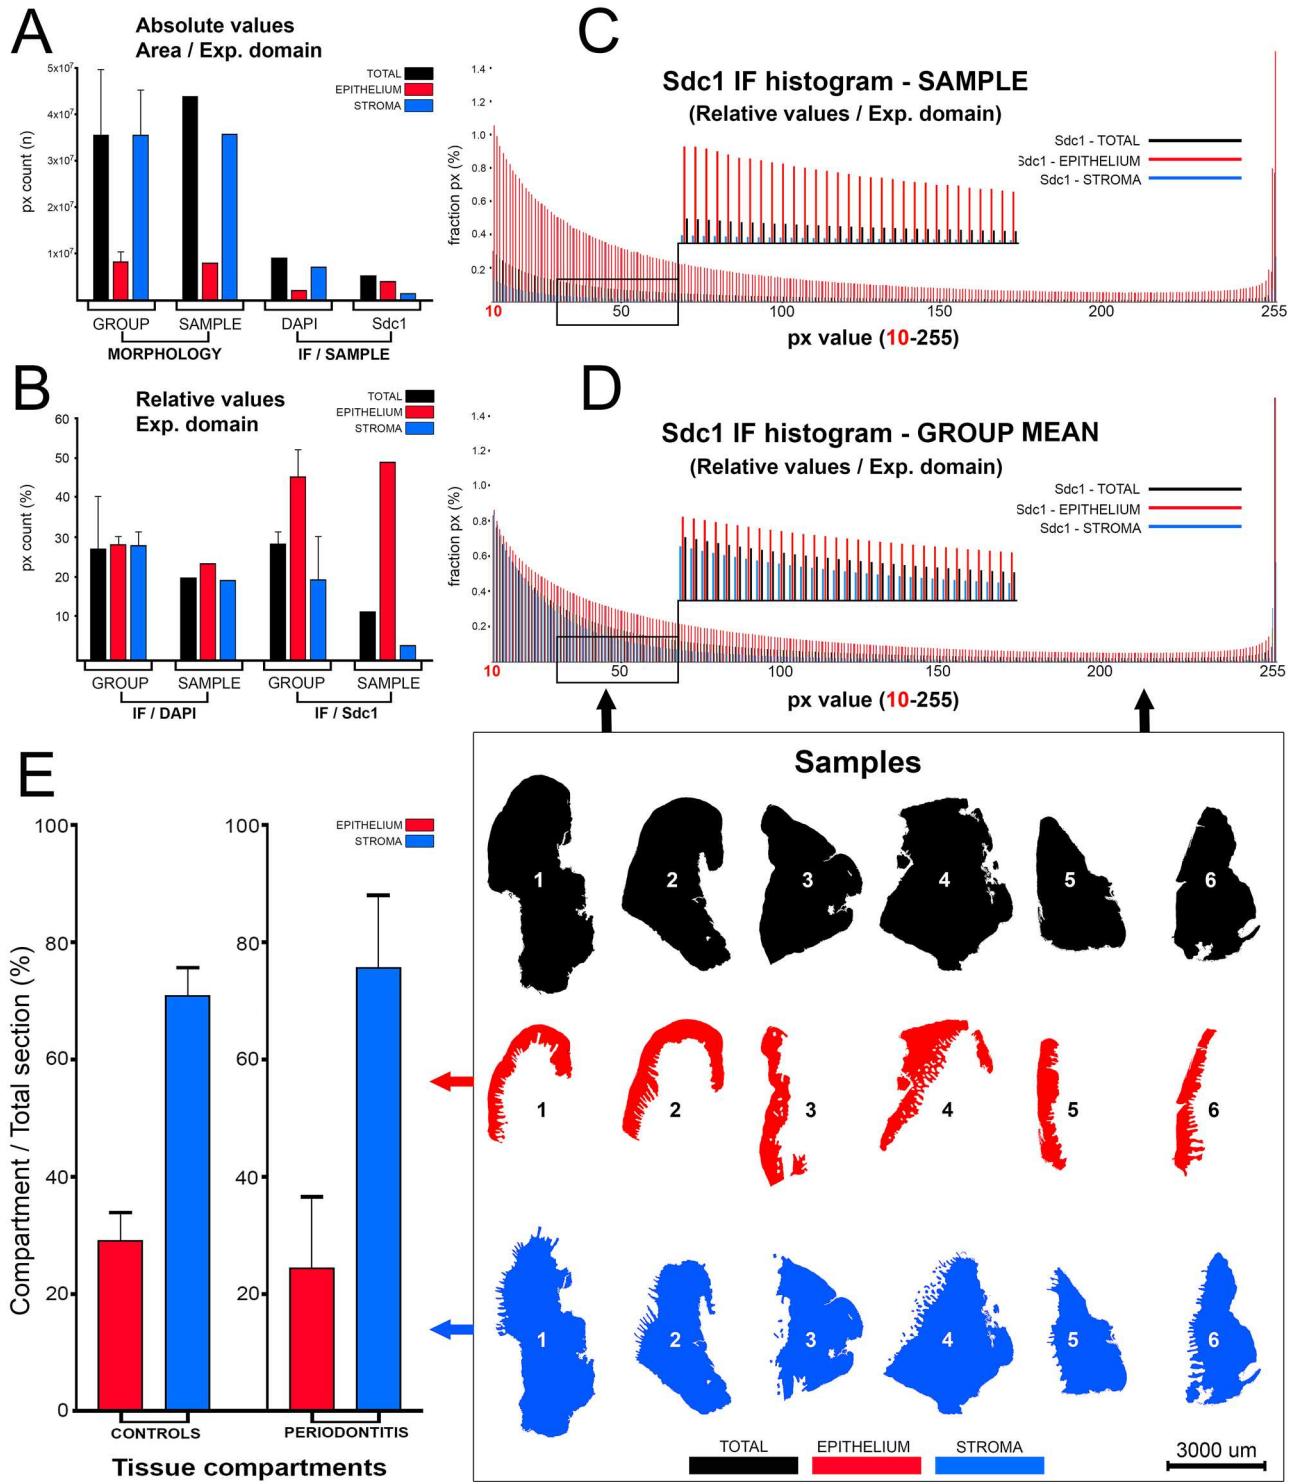 A
Absolute values
Area / Exp. domain
TOTAL
EPITHELIUM
STROMA
px count (n)
5x10⁷
4x10⁷
3x10⁷
2x10⁷
1x10⁷
GROUP SAMPLE DAPI Sdc1
MORPHOLOGY IF / SAMPLE
B
Relative values
Exp. domain
TOTAL
EPITHELIUM
STROMA
px count (%)
60
50
40
30
20
10
GROUP SAMPLE GROUP SAMPLE
IF / DAPI IF / Sdc1
C
Sdc1 IF histogram - SAMPLE
(Relative values / Exp. domain)
Sdc1 - TOTAL
Sdc1 - EPITHELIUM
Sdc1 - STROMA
fraction px (%)
1.4
1.2
1.0
0.8
0.6
0.4
0.2
10 50 100 150 200 255
px value (10-255)
D
Sdc1 IF histogram - GROUP MEAN
(Relative values / Exp. domain)
Sdc1 - TOTAL
Sdc1 - EPITHELIUM
Sdc1 - STROMA
fraction px (%)
1.4
1.2
1.0
0.8
0.6
0.4
0.2
10 50 100 150 200 255
px value (10-255)
E
EPITHELIUM
STROMA
Compartment / Total section (%)
100
80
60
40
20
0
100
80
60
40
20
CONTROLS PERIODONTITIS
Tissue compartments
Samples
1 2 3 4 5 6
1 2 3 4 5 6
1 2 3 4 5 6
TOTAL EPITHELIUM STROMA
3000 um